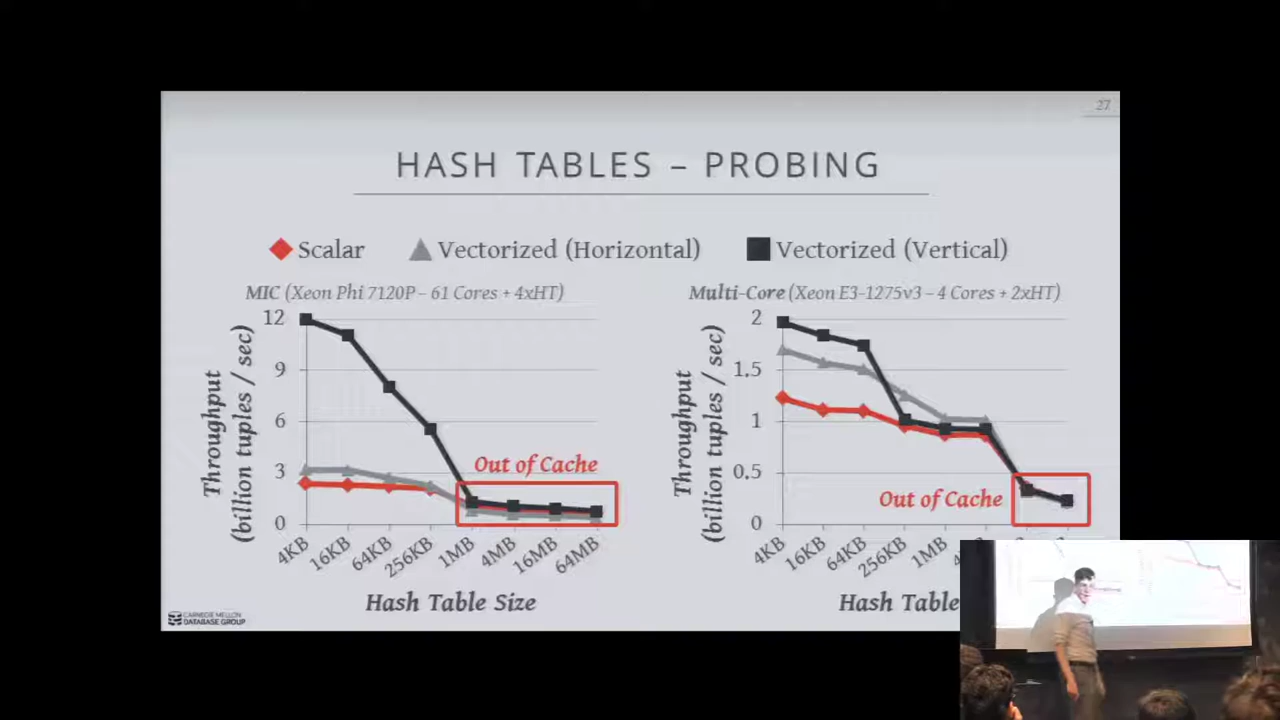 27
HASH TABLES – PROBING
Scalar
Vectorized (Horizontal)
Vectorized (Vertical)
MIC (Xeon Phi 7120P – 61 Cores + 4xHT)
Throughput
(billion tuples / sec)
12
9
6
3
0
Out of Cache
4KB
16KB
64KB
256KB
1MB
4MB
16MB
64MB
Hash Table Size
Multi-Core (Xeon E3-1275v3 – 4 Cores + 2xHT)
Throughput
(billion tuples / sec)
2
1.5
1
0.5
0
Out of Cache
4KB
16KB
64KB
256KB
1MB
Hash Table
CARNEGIE MELLON
DATABASE GROUP